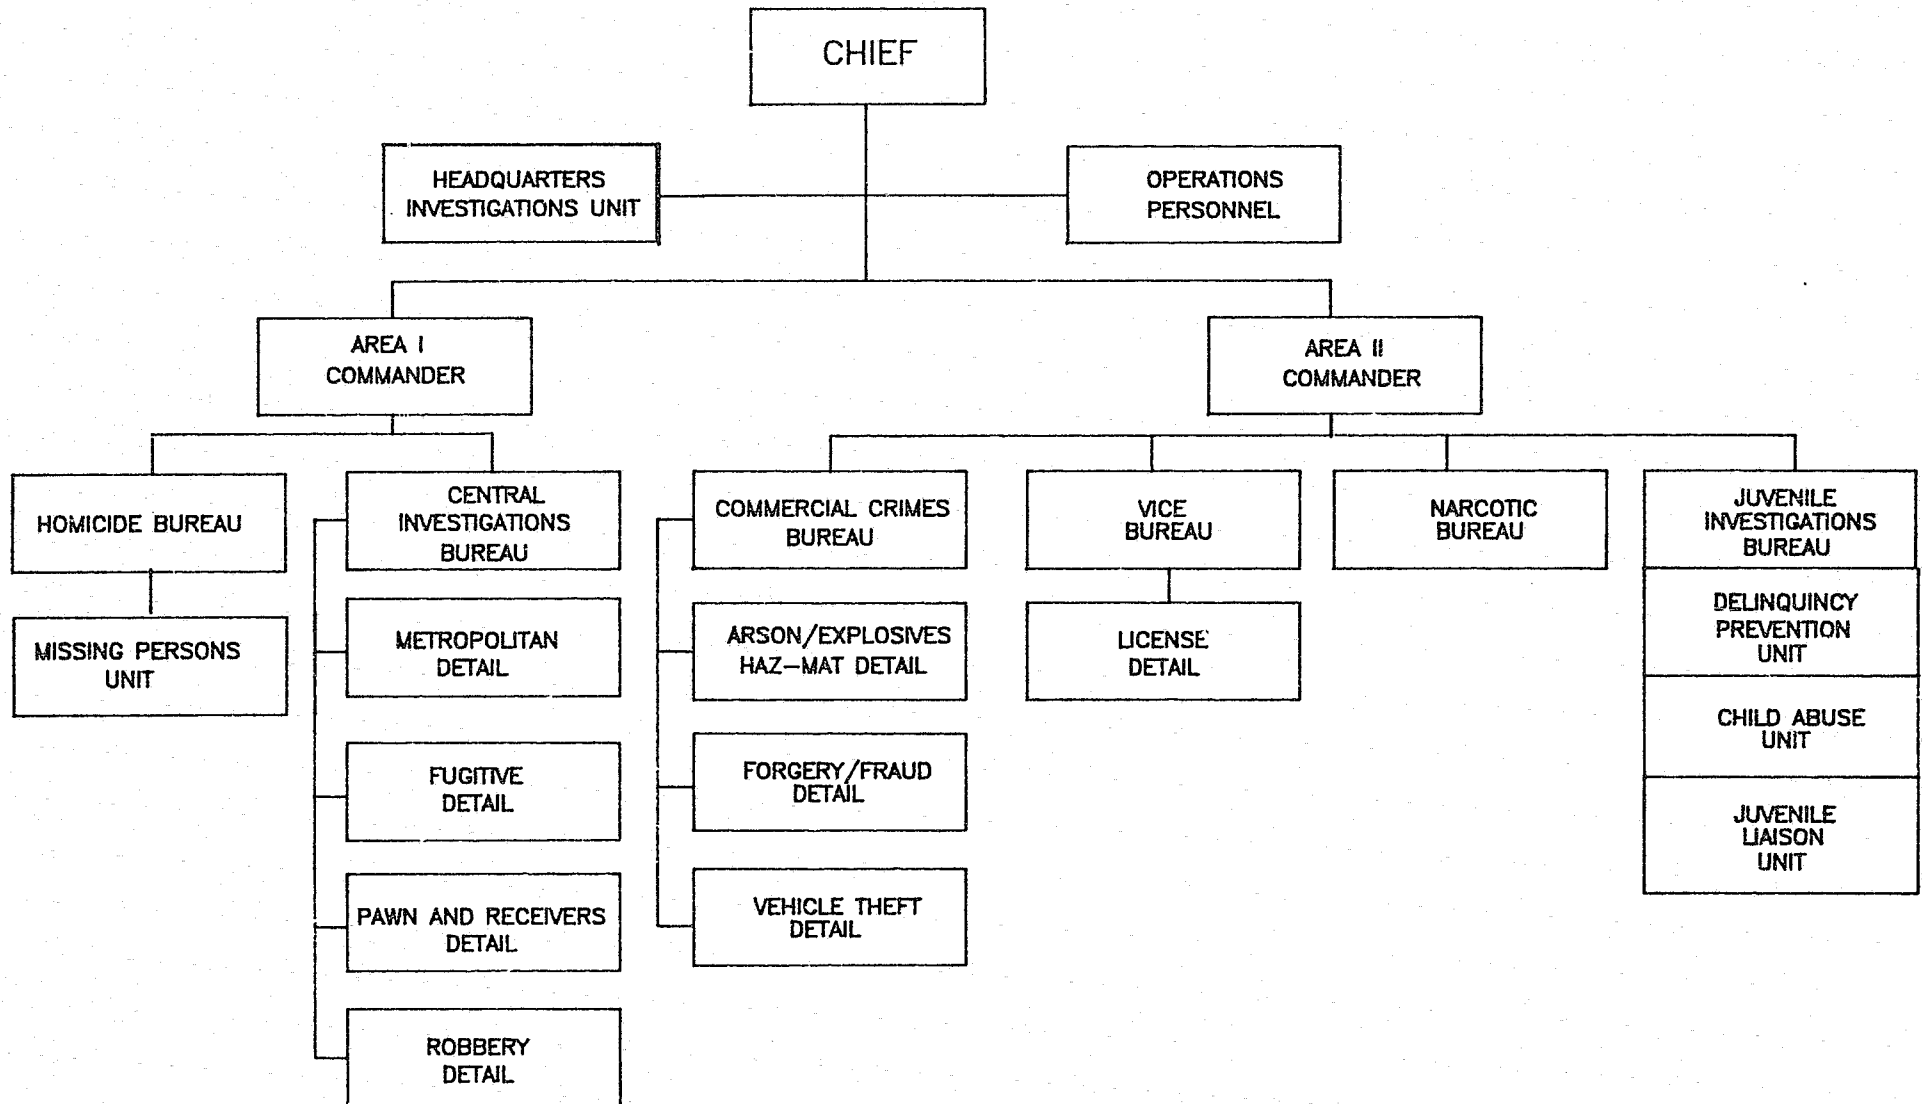 CHIEF
HEADQUARTERS
INVESTIGATIONS UNIT
OPERATIONS
PERSONNEL
AREA I
COMMANDER
AREA II
COMMANDER
HOMICIDE BUREAU
MISSING PERSONS
UNIT
CENTRAL
INVESTIGATIONS
BUREAU
METROPOLITAN
DETAIL
FUGITIVE
DETAIL
PAWN AND RECEIVERS
DETAIL
ROBBERY
DETAIL
COMMERCIAL CRIMES
BUREAU
ARSON/EXPLOSIVES
HAZ-MAT DETAIL
FORGERY/FRAUD
DETAIL
VEHICLE THEFT
DETAIL
VICE
BUREAU
LICENSE
DETAIL
NARCOTIC
BUREAU
JUVENILE
INVESTIGATIONS
BUREAU
DELINQUENCY
PREVENTION
UNIT
CHILD ABUSE
UNIT
JUVENILE
LIAISON
UNIT